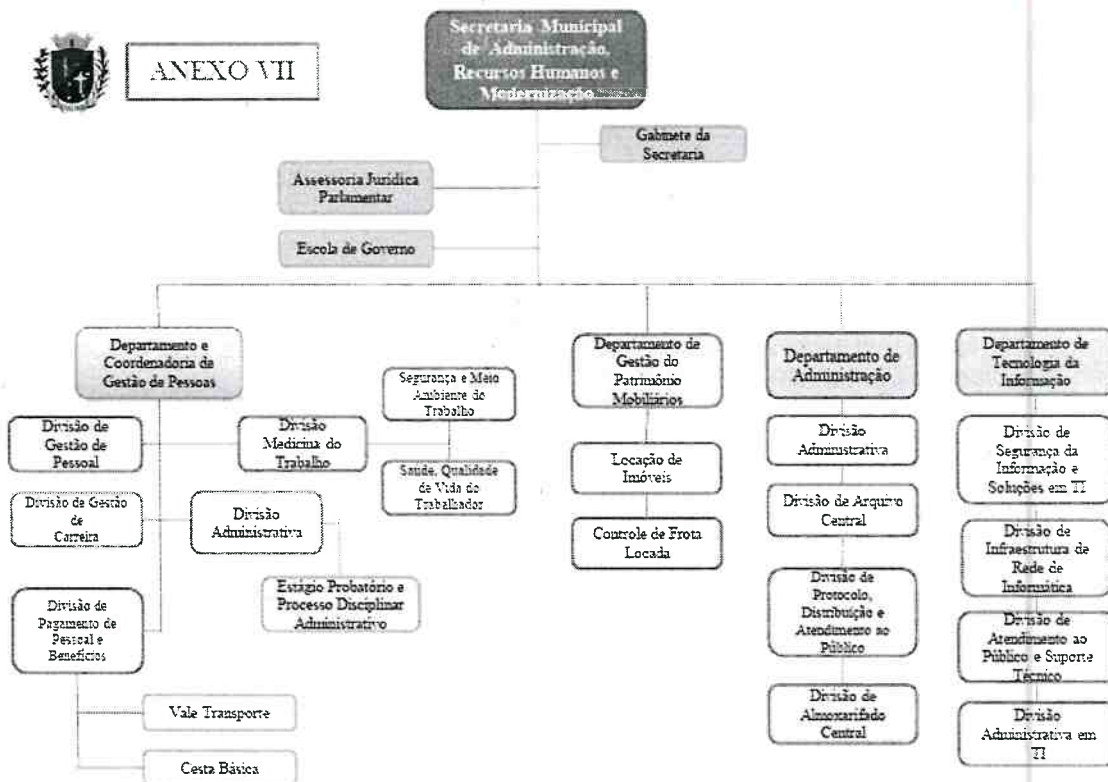 ANEXO VII
Secretaria Municipal
de Administração,
Recursos Humanos e
Modernização
Gabinete da
Secretaria
Assessoria Jurídica
Parlamentar
Escola de Governo
Departamento e
Coordenadoria de
Gestão de Pessoas
Divisão de
Gestão de
Pessoal
Divisão
Medicina do
Trabalho
Segurança e Meio
Ambiente do
Trabalho
Saúde, Qualidade
de Vida do
Trabalhador
Divisão de Gestão
de
Carreira
Divisão
Administrativa
Estágio Probatório e
Processo Disciplinar
Administrativo
Divisão de
Pagamento de
Pessoal e
Benefícios
Vale Transporte
Cesta Básica
Departamento de
Gestão do
Patrimônio
Mobiliários
Locação de
Imóveis
Controle de Frota
Locada
Departamento de
Administração
Divisão
Administrativa
Divisão de Arquivo
Central
Divisão de
Protocolo,
Distribuição e
Atendimento ao
Público
Divisão de
Almoxarifado
Central
Departamento de
Tecnologia da
Informação
Divisão de
Segurança da
Informação e
Soluções em TI
Divisão de
Infraestrutura de
Rede de
Informática
Divisão de
Atendimento ao
Público e Suporte
Técnico
Divisão
Administrativa em
TI